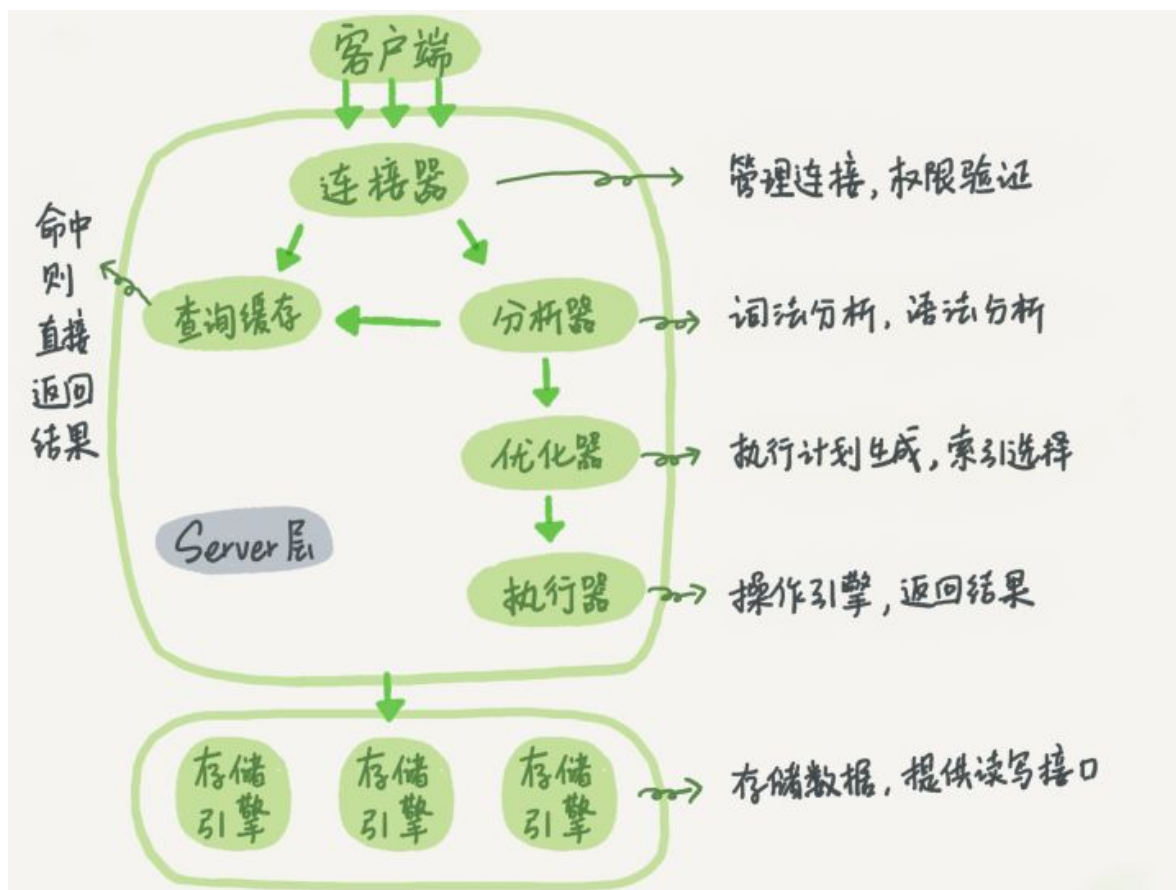 客户端
连接器
管理连接,权限验证
命中
则
直接
返回
结果
查询缓存
分析器
词法分析,语法分析
优化器
执行计划生成,索引选择
Server层
执行器
操作引擎,返回结果
存储
引擎
存储
引擎
存储
引擎
存储数据,提供读写接口